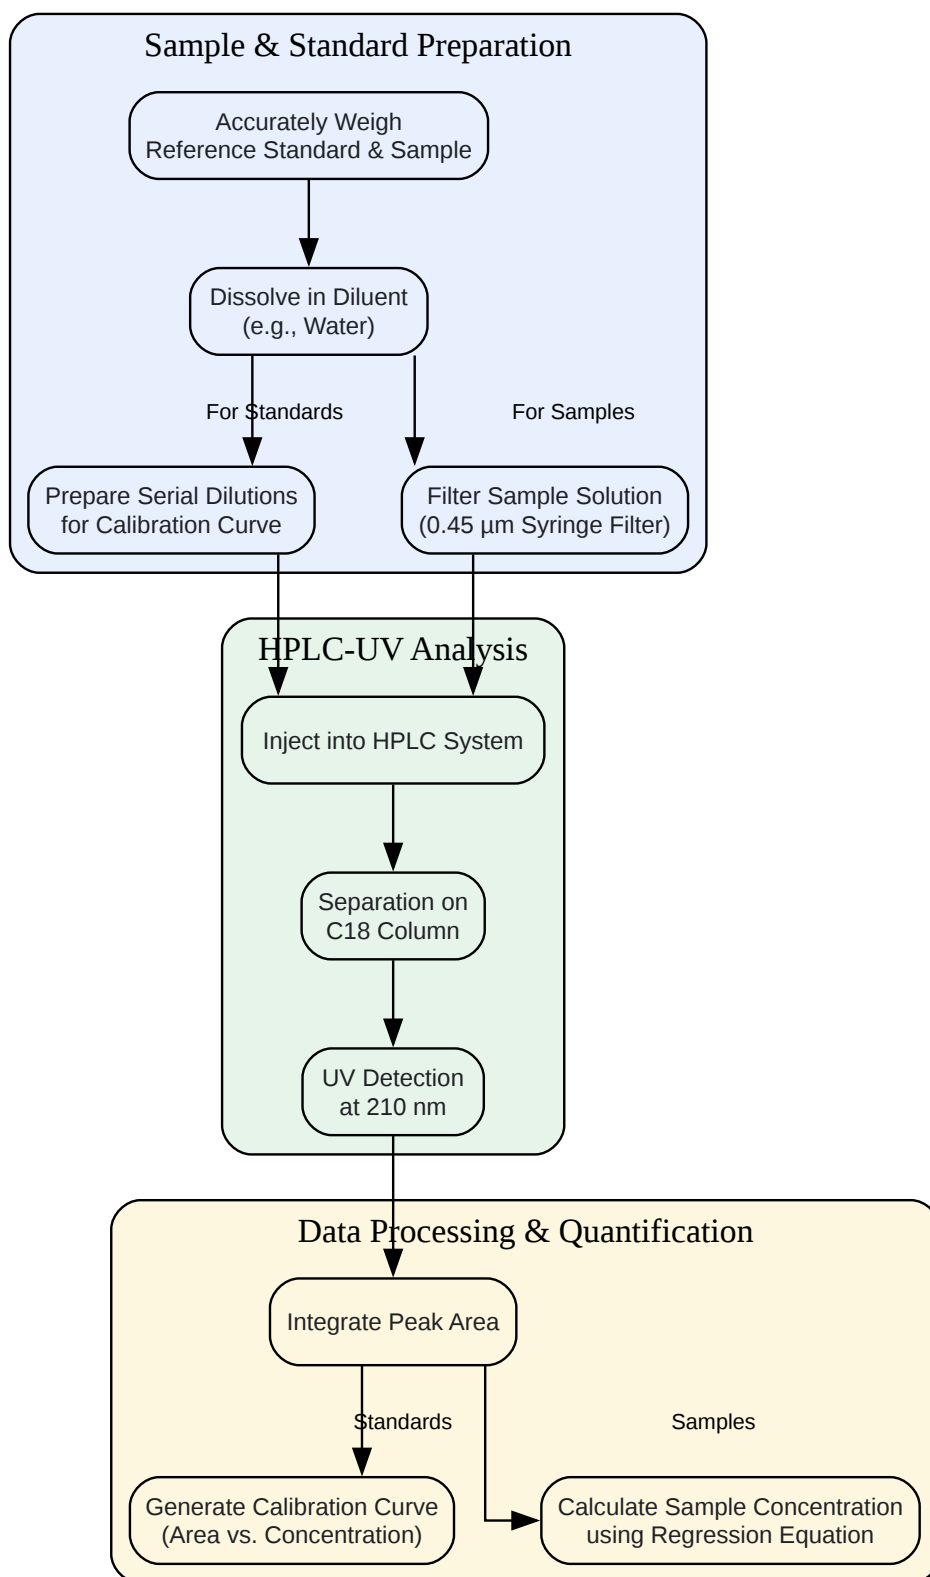 Sample & Standard Preparation
Accurately Weigh
Reference Standard & Sample
Dissolve in Diluent
(e.g., Water)
For Standards
For Samples
Prepare Serial Dilutions
for Calibration Curve
Filter Sample Solution
(0.45 µm Syringe Filter)
HPLC-UV Analysis
Inject into HPLC System
Separation on
C18 Column
UV Detection
at 210 nm
Data Processing & Quantification
Integrate Peak Area
Standards
Samples
Generate Calibration Curve
(Area vs. Concentration)
Calculate Sample Concentration
using Regression Equation